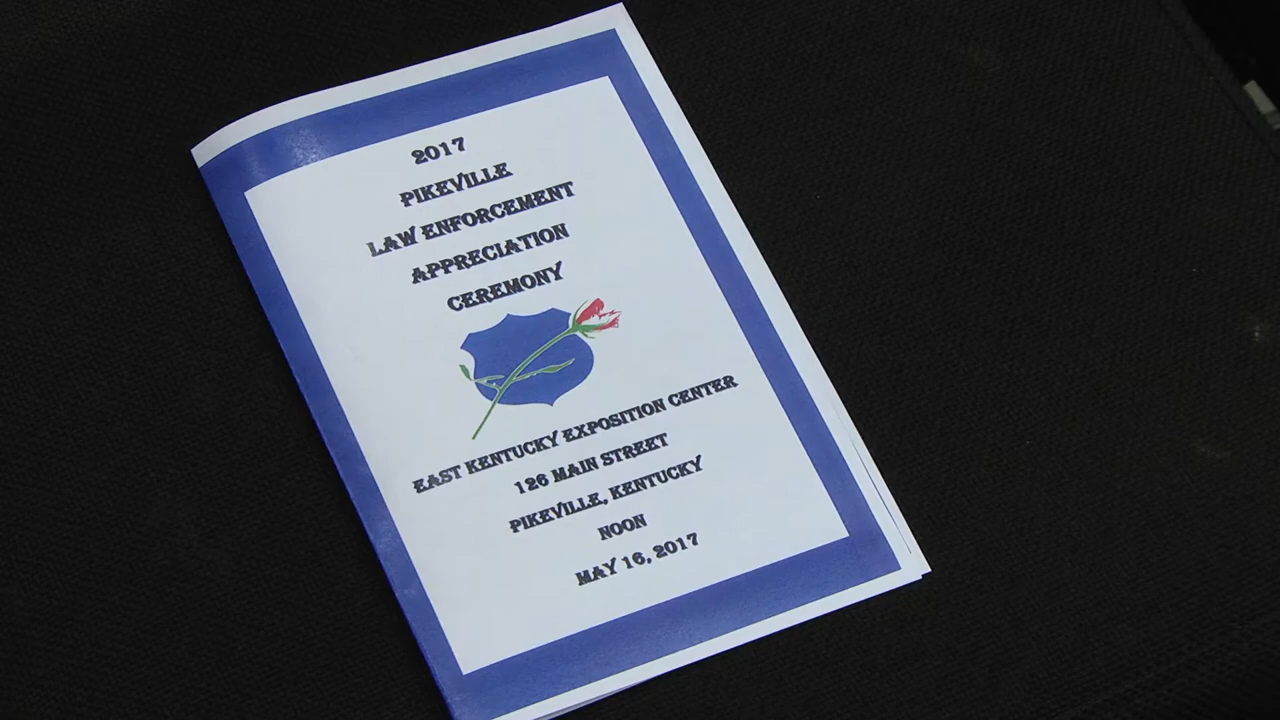 2017
PIKEVILLE
LAW ENFORCEMENT
APPRECIATION
CEREMONY
EAST KENTUCKY EXPOSITION CENTER
126 MAIN STREET
PIKEVILLE, KENTUCKY
NOON
MAY 16, 2017